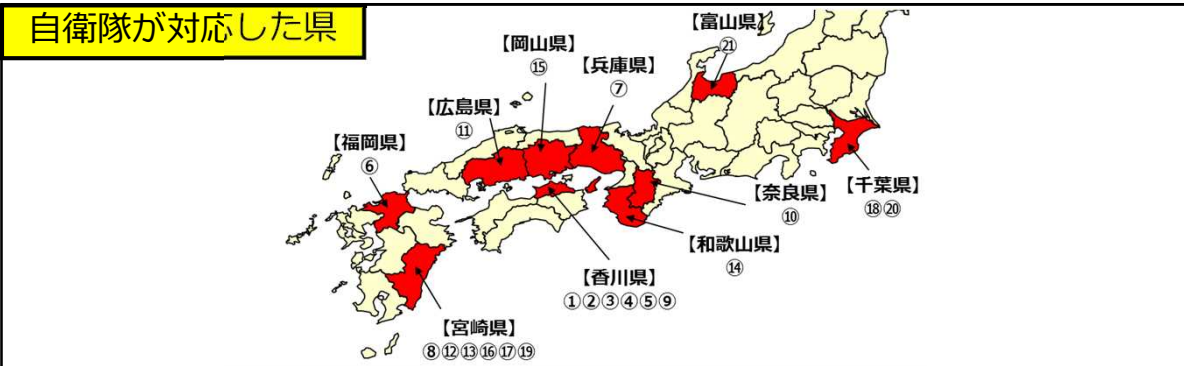 自衛隊が対応した県
【富山県】
㉑
【岡山県】
⑮
【兵庫県】
⑦
【広島県】
⑪
【福岡県】
⑥
【奈良県】
⑩
【千葉県】
⑱⑳
【和歌山県】
⑭
【香川県】
①②③④⑤⑨
【宮崎県】
⑧⑫⑬⑯⑰⑲